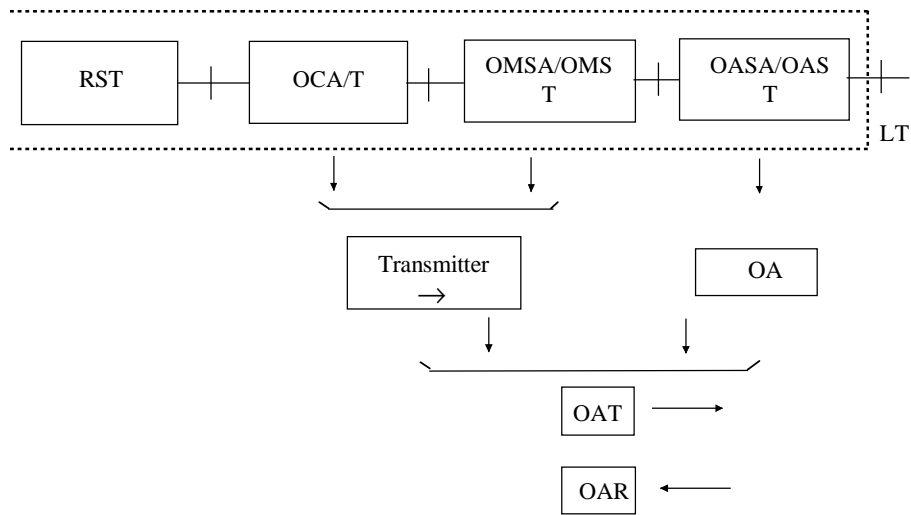 RST
OCA/T
OMSA/OMS
T
OASA/OAS
T
LT
Transmitter
OA
OAT
OAR